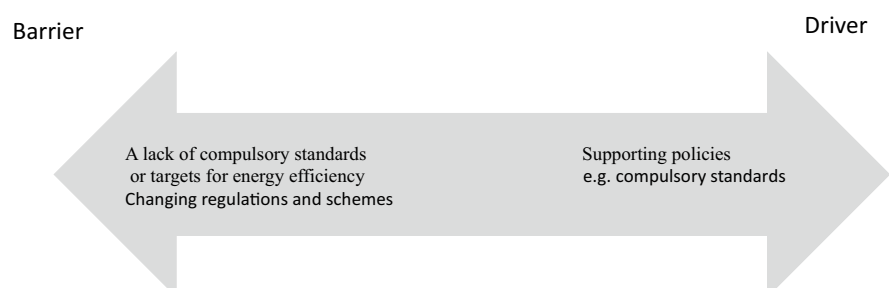 Barrier
Driver
A lack of compulsory standards
or targets for energy efficiency
Changing regulations and schemes
Supporting policies
e.g. compulsory standards